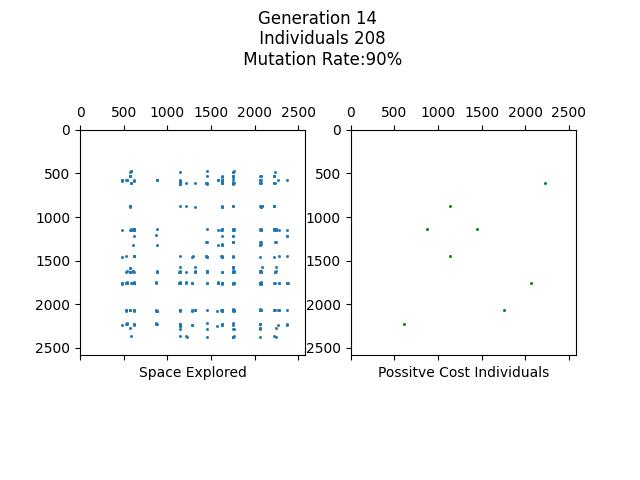 Generation 14
Individuals 208
Mutation Rate:90%
0 500 1000 1500 2000 2500
0 500 1000 1500 2000 2500
0
500
1000
1500
2000
2500
0
500
1000
1500
2000
2500
Space Explored
Possitve Cost Individuals